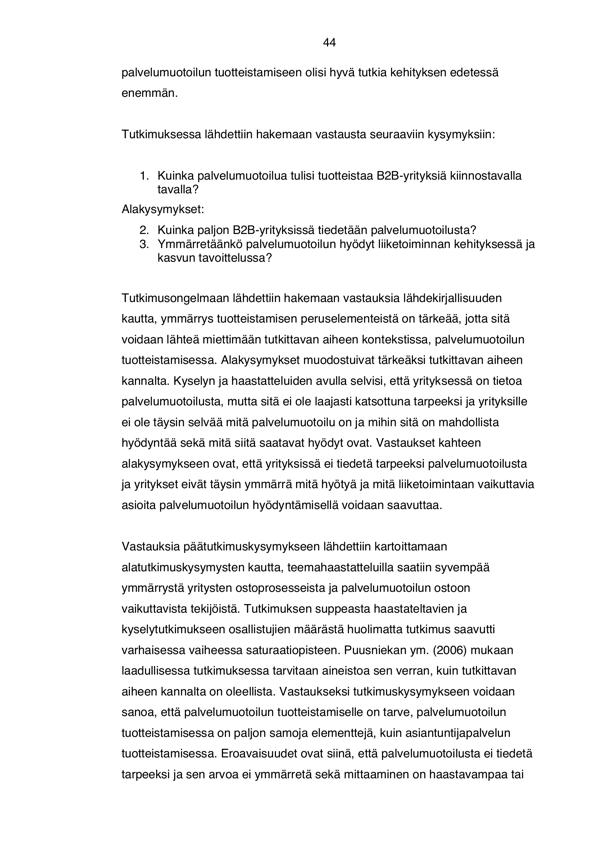 44
palvelumuotoilun tuotteistamiseen olisi hyvä tutkia kehityksen edetessä
enemmän.
Tutkimuksessa lähdettiin hakemaan vastausta seuraaviin kysymyksiin:
1. Kuinka palvelumuotoilua tulisi tuotteistaa B2B-yrityksiä kiinnostavalla
tavalla?
Alakysymykset:
2. Kuinka paljon B2B-yrityksissä tiedetään palvelumuotoilusta?
3. Ymmärretäänkö palvelumuotoilun hyödyt liiketoiminnan kehityksessä ja
kasvun tavoittelussa?
Tutkimusongelmaan lähdettiin hakemaan vastauksia lähdekirjallisuuden
kautta, ymmärrys tuotteistamisen peruselementeistä on tärkeää, jotta sitä
voidaan lähteä miettimään tutkittavan aiheen kontekstissa, palvelumuotoilun
tuotteistamisessa. Alakysymykset muodostuivat tärkeäksi tutkittavan aiheen
kannalta. Kyselyn ja haastatteluiden avulla selvisi, että yrityksessä on tietoa
palvelumuotoilusta, mutta sitä ei ole laajasti katsottuna tarpeeksi ja yrityksille
ei ole täysin selvää mitä palvelumuotoilu on ja mihin sitä on mahdollista
hyödyntää sekä mitä siitä saatavat hyödyt ovat. Vastaukset kahteen
alakysymykseen ovat, että yrityksissä ei tiedetä tarpeeksi palvelumuotoilusta
ja yritykset eivät täysin ymmärrä mitä hyötyä ja mitä liiketoimintaan vaikuttavia
asioita palvelumuotoilun hyödyntämisellä voidaan saavuttaa.
Vastauksia päätutkimuskysymykseen lähdettiin kartoittamaan
alatutkimuskysymysten kautta, teemahaastatteluilla saatiin syvempää
ymmärrystä yritysten ostoprosesseista ja palvelumuotoilun ostoon
vaikuttavista tekijöistä. Tutkimuksen suppeasta haastateltavien ja
kyselytutkimukseen osallistujien määrästä huolimatta tutkimus saavutti
varhaisessa vaiheessa saturaatiopisteen. Puusniekan ym. (2006) mukaan
laadullisessa tutkimuksessa tarvitaan aineistoa sen verran, kuin tutkittavan
aiheen kannalta on oleellista. Vastaukseksi tutkimuskysymykseen voidaan
sanoa, että palvelumuotoilun tuotteistamiselle on tarve, palvelumuotoilun
tuotteistamisessa on paljon samoja elementtejä, kuin asiantuntijapalvelun
tuotteistamisessa. Eroavaisuudet ovat siinä, että palvelumuotoilusta ei tiedetä
tarpeeksi ja sen arvoa ei ymmärretä sekä mittaaminen on haastavampaa tai